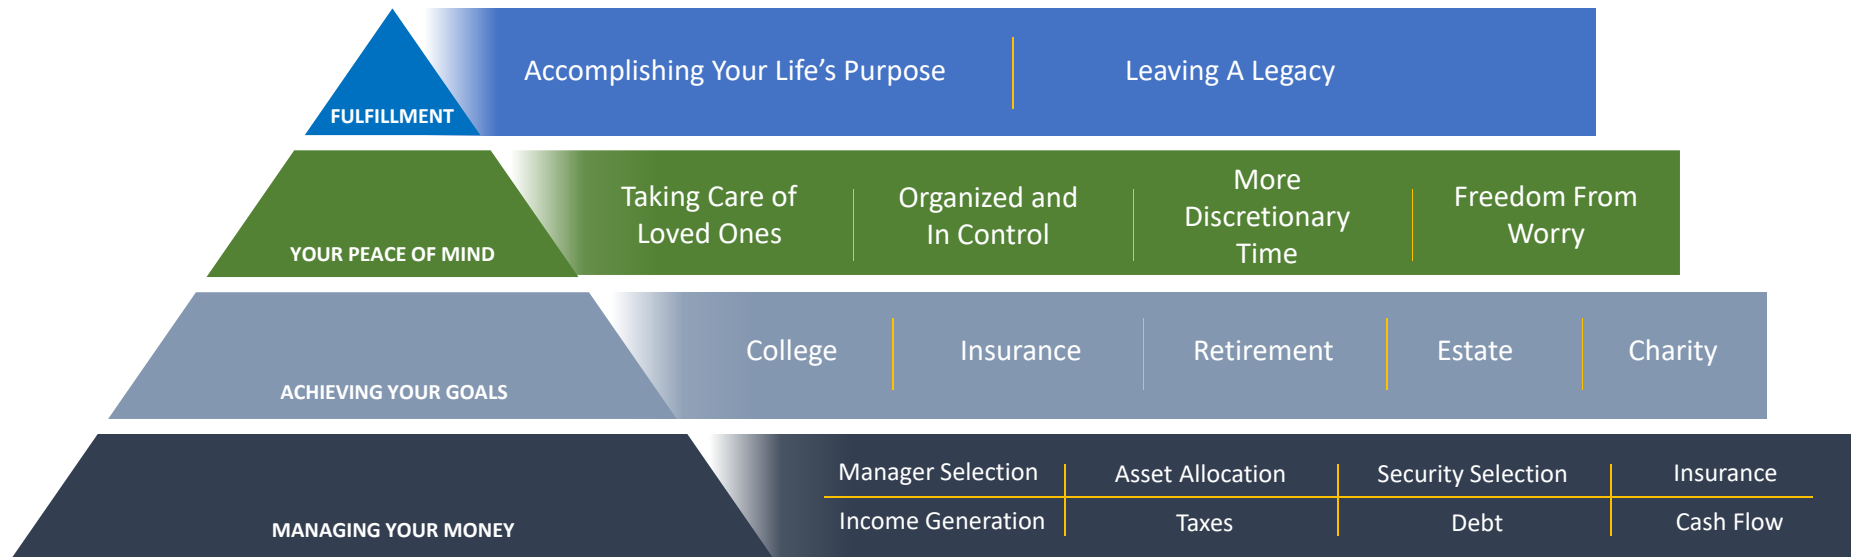 FULFILLMENT
Accomplishing Your Life's Purpose
Leaving A Legacy
YOUR PEACE OF MIND
Taking Care of
Loved Ones
Organized and
In Control
More
Discretionary
Time
Freedom From
Worry
ACHIEVING YOUR GOALS
College
Insurance
Retirement
Estate
Charity
MANAGING YOUR MONEY
Manager Selection
Asset Allocation
Security Selection
Insurance
Income Generation
Taxes
Debt
Cash Flow